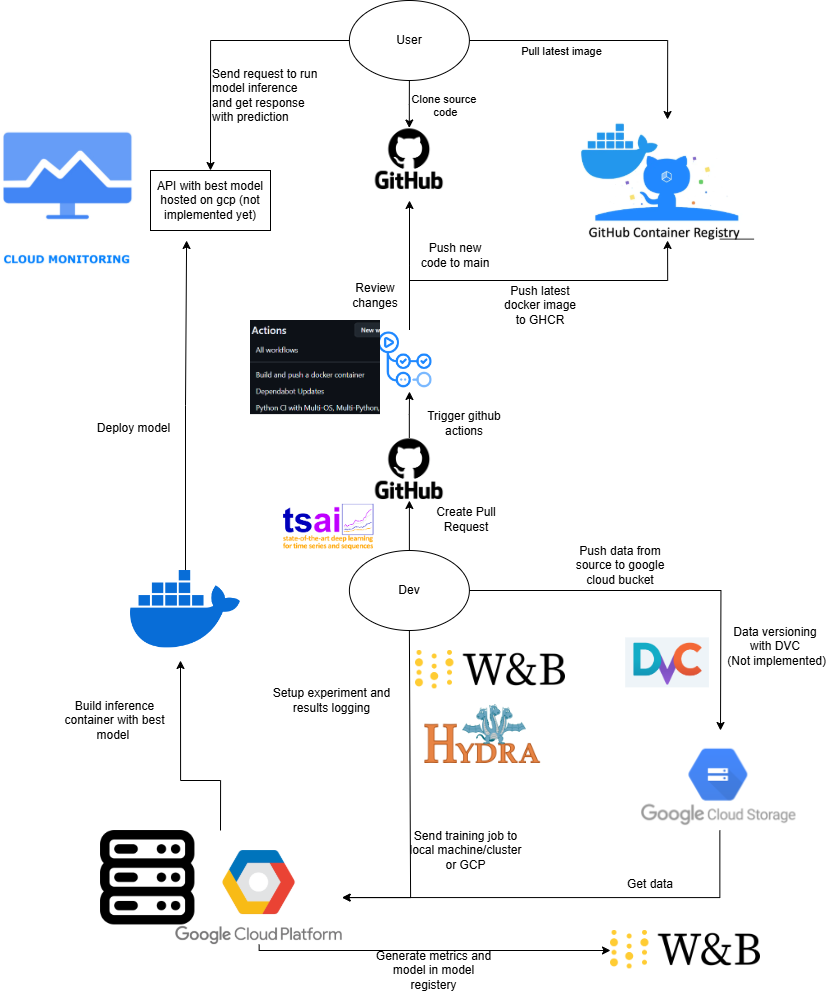 User
Pull latest image
Send request to run
model inference
and get response
with prediction
Clone source
code
GitHub
API with best model
hosted on gcp (not
implemented yet)
GitHub Container Registry
CLOUD MONITORING
Push new
code to main
Review
changes
Push latest
docker image
to GHCR
Actions
New w
All workflows
Build and push a docker container
Dependabot Updates
Python CI with Multi-OS, Multi-Python,
Trigger github
actions
Deploy model
GitHub
tsai
state-of-the-art deep learning
for time series and sequences
Create Pull
Request
Push data from
source to google
cloud bucket
Dev
Data versioning
with DVC
(Not implemented)
DVC
W&B
Setup experiment and
results logging
Build inference
container with best
model
HYDRA
Google Cloud Storage
Send training job to
local machine/cluster
or GCP
Get data
Google Cloud Platform
Generate metrics and
model in model
registery
W&B